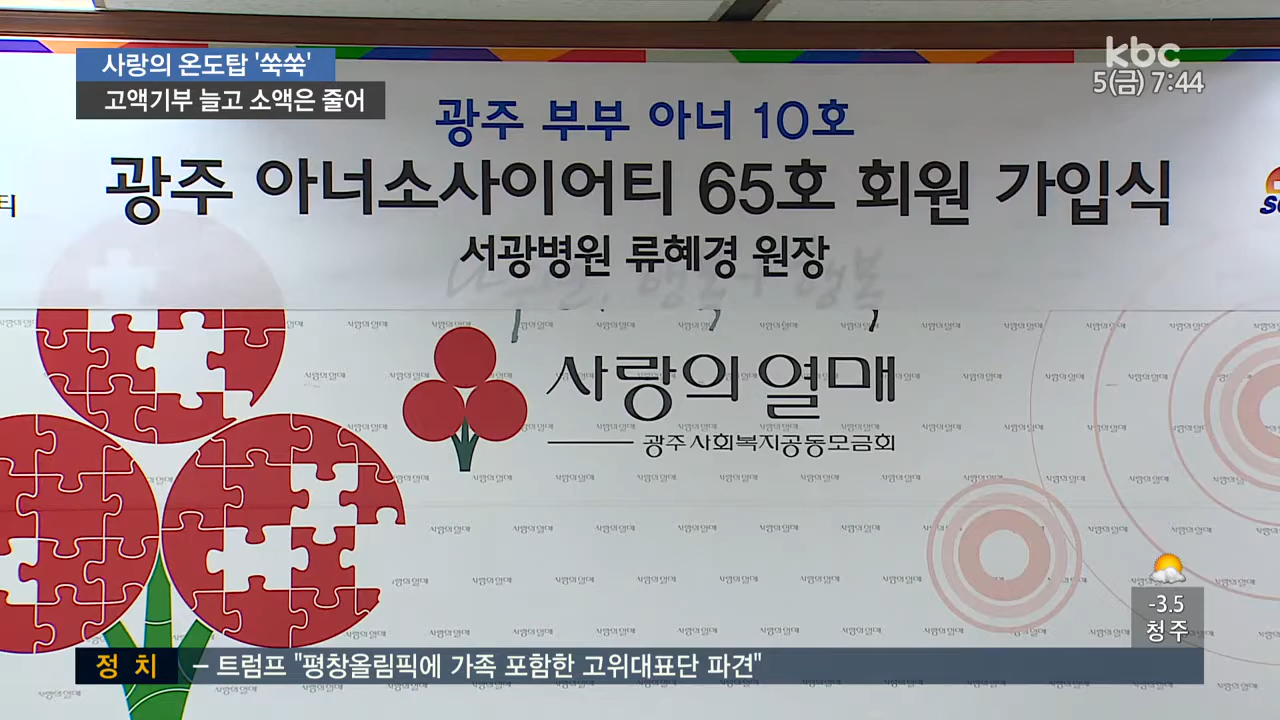 사랑의 온도탑 '쑥쑥'
고액기부 늘고 소액은 줄어
kbc
5(금) 7:44
광주 부부 아너 10호
광주 아너소사이어티 65호 회원 가입식
티
서광병원 류혜경 원장
사랑의열매
광주사회복지공동모금회
-3.5
청주
정 치
- 트럼프 "평창올림픽에 가족 포함한 고위대표단 파견"